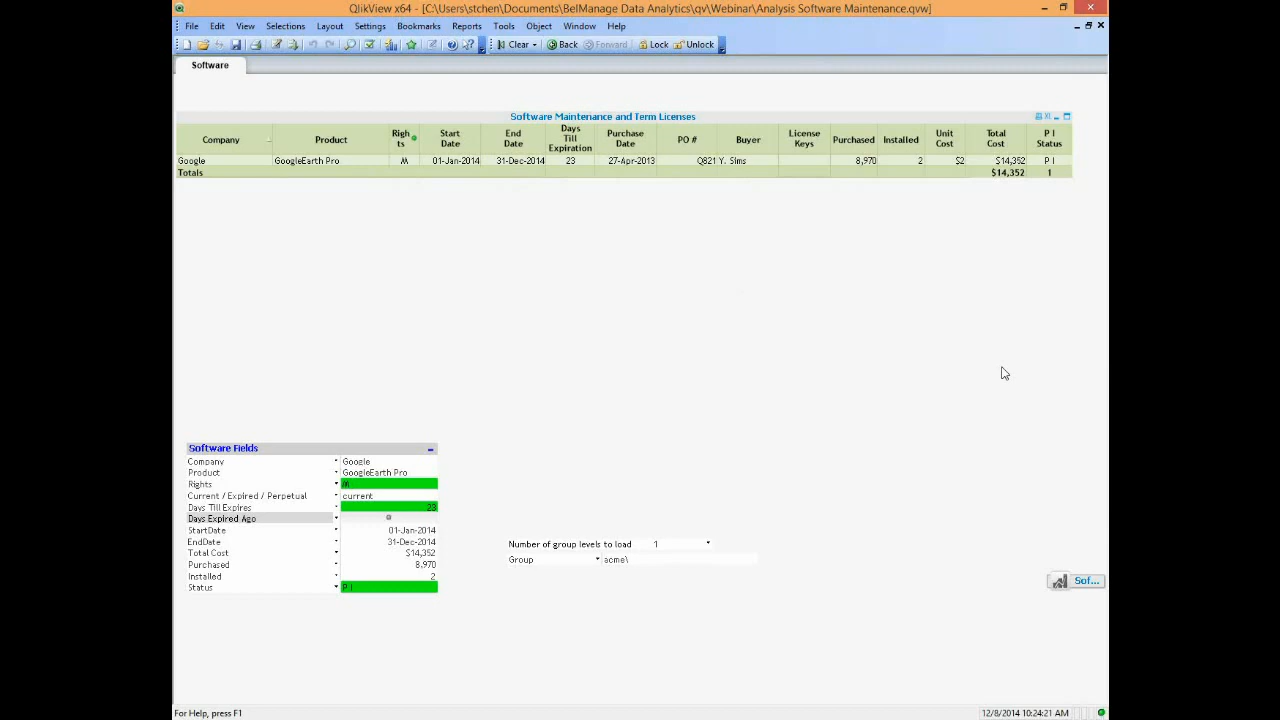 QlikView x64 - [C:\Users\stchen\Documents\BelManage Data Analytics\qv\Webinar\Analysis Software Maintenance.qvw]
File Edit View Selections Layout Settings Bookmarks Reports Tools Object Window Help
Clear Back Forward Lock Unlock
Software
Software Maintenance and Term Licenses
XL
Company Product Righ ts Start Date End Date Days Till Expiration Purchase Date PO # Buyer License Keys Purchased Installed Unit Cost Total Cost P I Status
Google GoogleEarth Pro M 01-Jan-2014 31-Dec-2014 23 27-Apr-2013 Q821 Y. Sims 8,970 2 $2 $14,352 P I
Totals $14,352 1
Software Fields
Company Google
Product GoogleEarth Pro
Rights M
Current / Expired / Perpetual current
Days Till Expires 23
Days Expired Ago
StartDate 01-Jan-2014
EndDate 31-Dec-2014
Total Cost $14,352
Purchased 8,970
Installed 2
Status P I
Number of group levels to load 1
Group acme\
Sof...
For Help, press F1 12/8/2014 10:24:21 AM